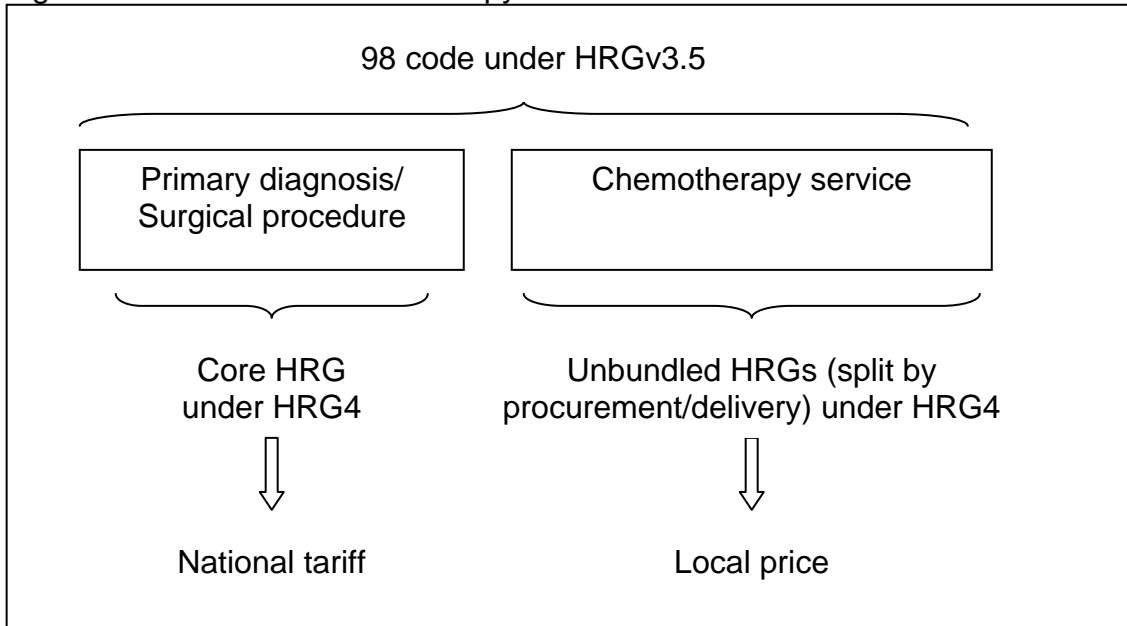 98 code under HRGv3.5
Primary diagnosis/
Surgical procedure
Chemotherapy service
Core HRG
under HRG4
Unbundled HRGs (split by
procurement/delivery) under HRG4
National tariff
Local price